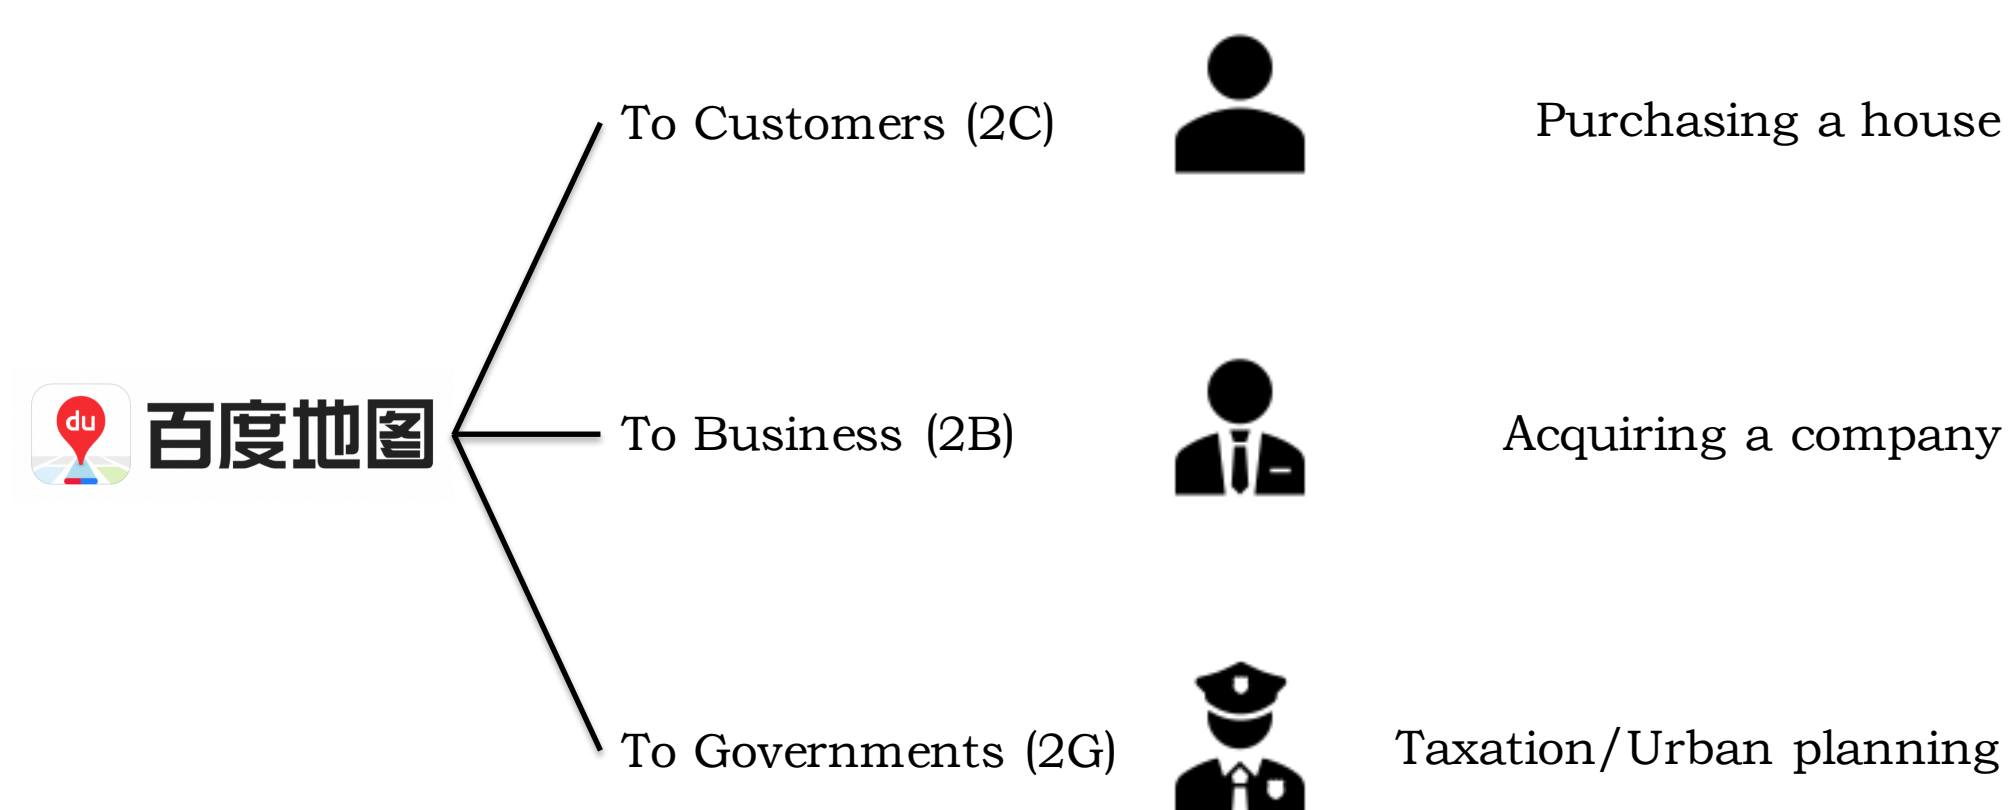 To Customers (2C)
Purchasing a house
du
百度地图
To Business (2B)
Acquiring a company
To Governments (2G)
Taxation/Urban planning